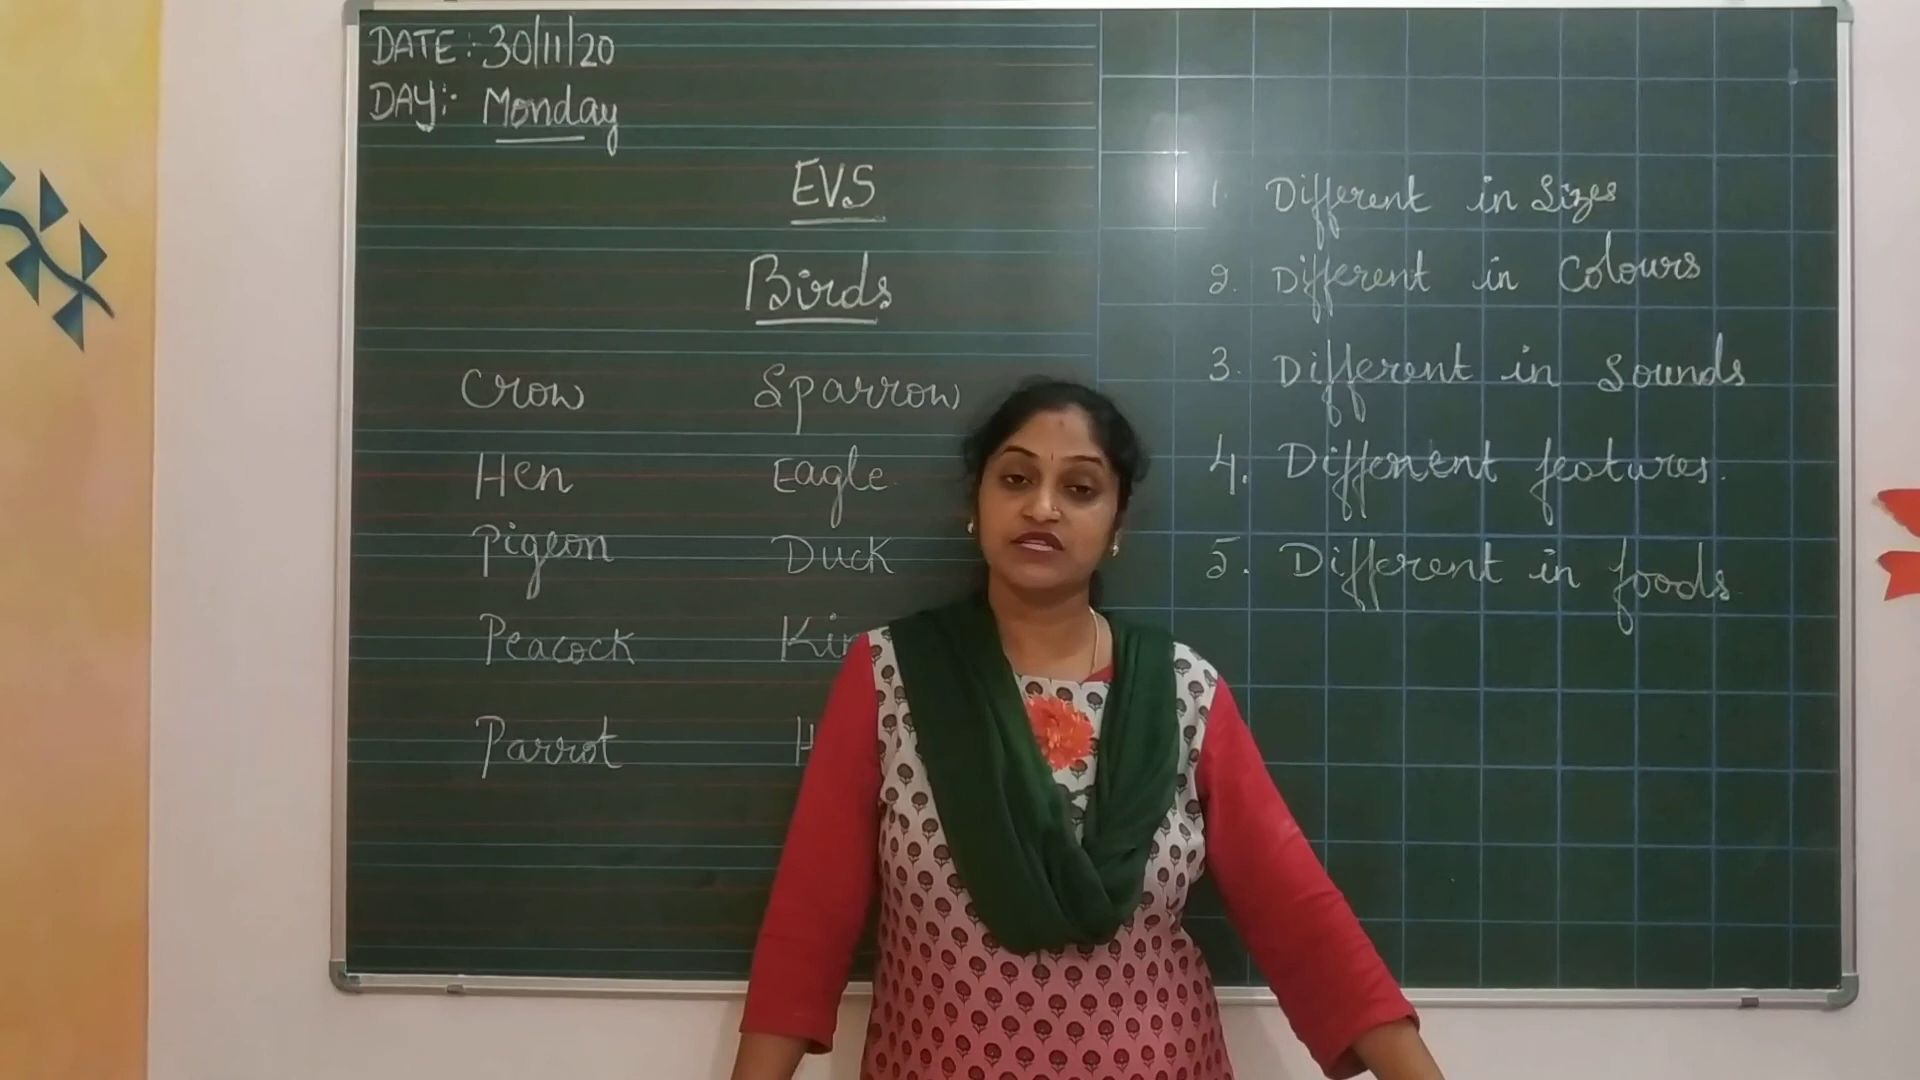 DATE:- 30/11/20
DAY:- Monday
EVS
Birds
Crow Sparrow
Hen Eagle
Pigeon Duck
Peacock
Parrot
1. Different in Sizes
2. Different in Colours
3. Different in Sounds
4. Different features.
5. Different in foods